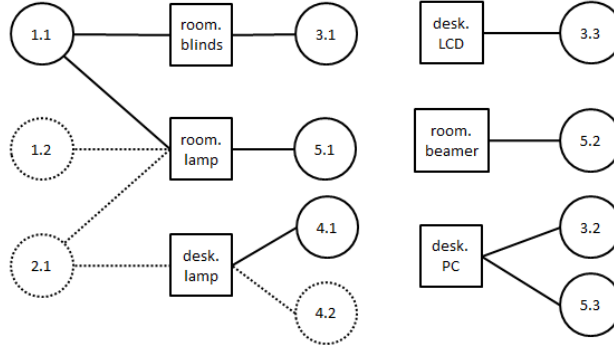 1.1
room.
blinds
3.1
desk.
LCD
3.3
1.2
room.
lamp
5.1
room.
beamer
5.2
2.1
desk.
lamp
4.1
4.2
desk.
PC
3.2
5.3